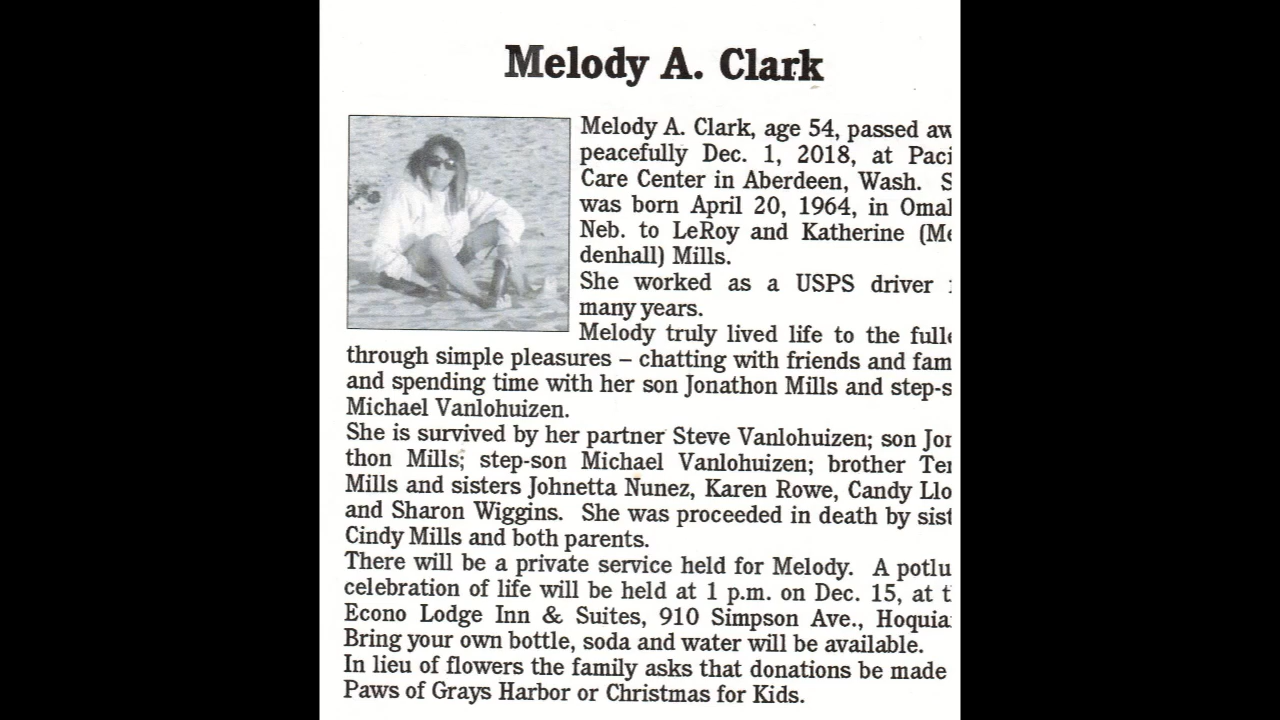 Melody A. Clark
Melody A. Clark, age 54, passed aw
peacefully Dec. 1, 2018, at Paci
Care Center in Aberdeen, Wash. S
was born April 20, 1964, in Omal
Neb. to LeRoy and Katherine (Me
denhall) Mills.
She worked as a USPS driver
many years.
Melody truly lived life to the fulle
through simple pleasures – chatting with friends and fam
and spending time with her son Jonathon Mills and step-s
Michael Vanlohuizen.
She is survived by her partner Steve Vanlohuizen; son Jon
thon Mills; step-son Michael Vanlohuizen; brother Ter
Mills and sisters Johnetta Nunez, Karen Rowe, Candy Llo
and Sharon Wiggins. She was proceeded in death by sist
Cindy Mills and both parents.
There will be a private service held for Melody. A potlu
celebration of life will be held at 1 p.m. on Dec. 15, at t
Econo Lodge Inn & Suites, 910 Simpson Ave., Hoquia
Bring your own bottle, soda and water will be available.
In lieu of flowers the family asks that donations be made
Paws of Grays Harbor or Christmas for Kids.